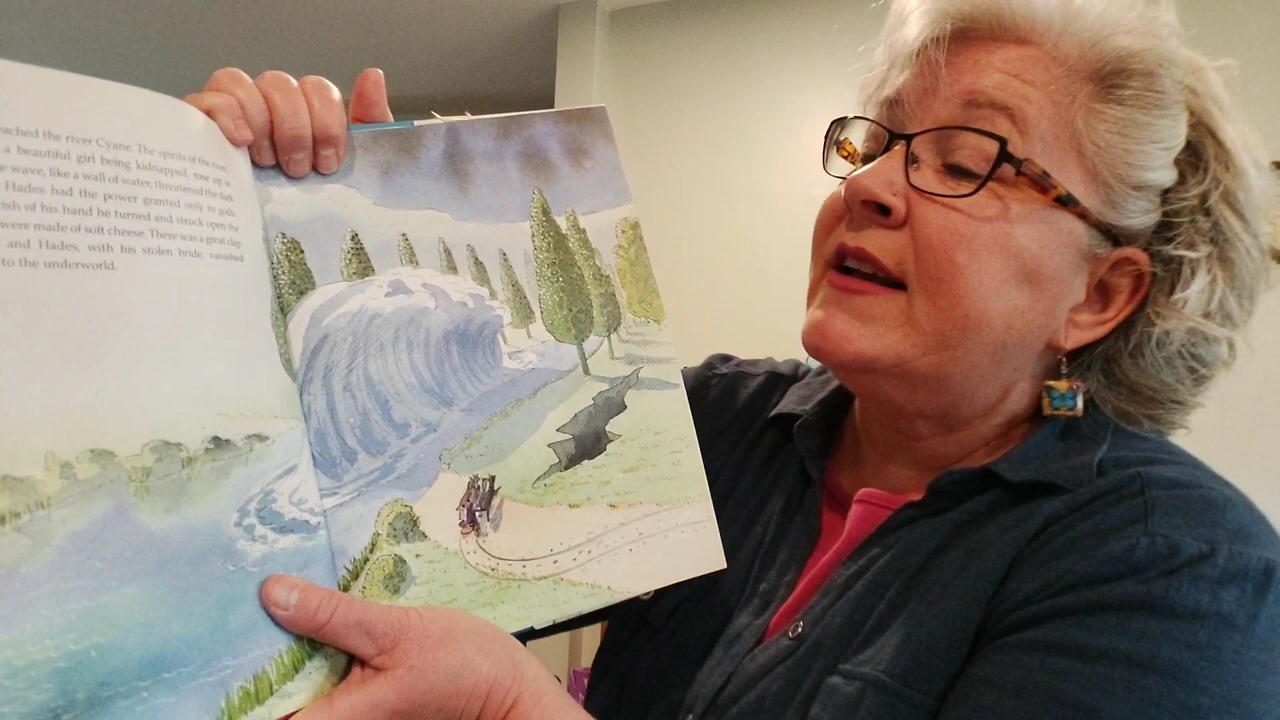 ached the river Cyane. The spirits of the river,
a beautiful girl being kidnapped, rose up in
e wave, like a wall of water, threatened the dark
Hades had the power granted only to gods.
ish of his hand he turned and struck open the
were made of soft cheese. There was a great clap
and Hades, with his stolen bride, vanished
to the underworld.